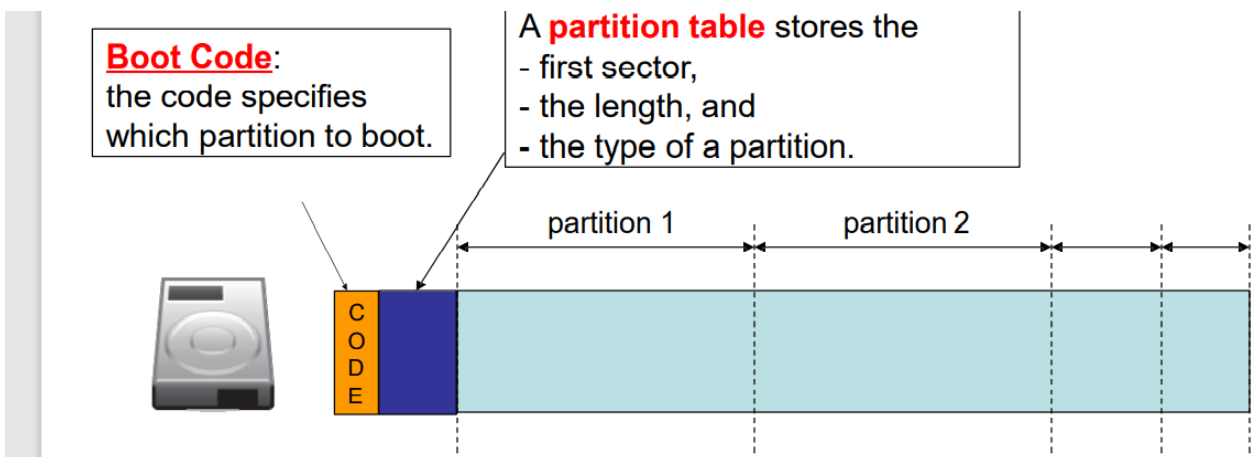 Boot Code:
the code specifies
which partition to boot.
A partition table stores the
- first sector,
- the length, and
- the type of a partition.
partition 1
partition 2
C
O
D
E